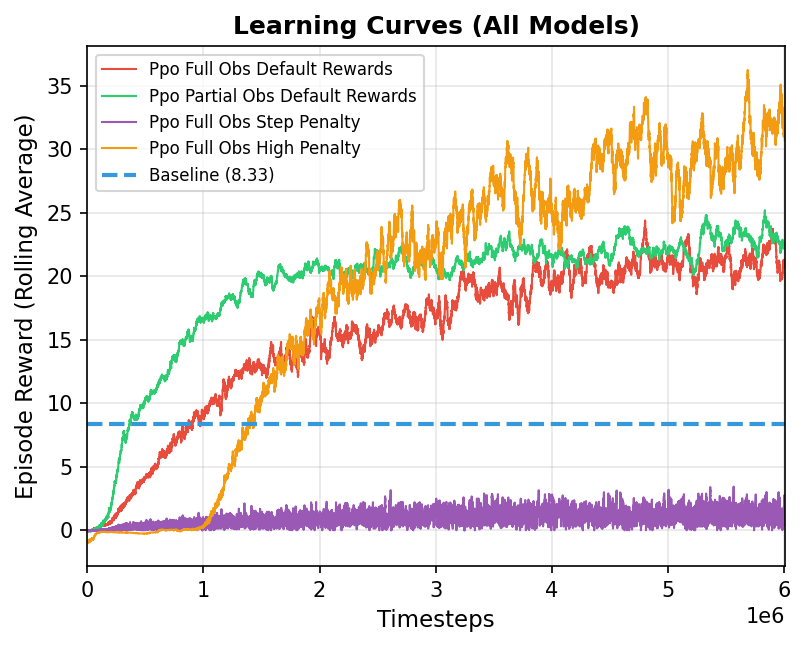 Learning Curves (All Models)
Ppo Full Obs Default Rewards
Ppo Partial Obs Default Rewards
Ppo Full Obs Step Penalty
Ppo Full Obs High Penalty
Baseline (8.33)
Episode Reward (Rolling Average)
35
30
25
20
15
10
5
0
0 1 2 3 4 5 6
1e6
Timesteps